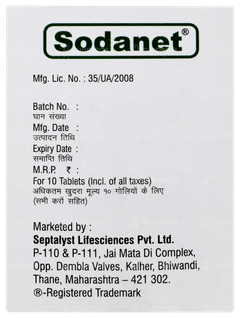 Sodanet®
Mfg. Lic. No. : 35/UA/2008
Batch No. :
घान संख्या
Mfg. Date :
उत्पादन तिथि
Expiry Date :
समाप्ति तिथि
M.R.P. ₹ :
For 10 Tablets (Incl. of all taxes)
अधिकतम खुदरा मूल्य १० गोलियों के लिए
(सभी करों सहित)
Marketed by :
Septalyst Lifesciences Pvt. Ltd.
P-110 & P-111, Jai Mata Di Complex,
Opp. Dembla Valves, Kalher, Bhiwandi,
Thane, Maharashtra – 421 302.
®-Registered Trademark